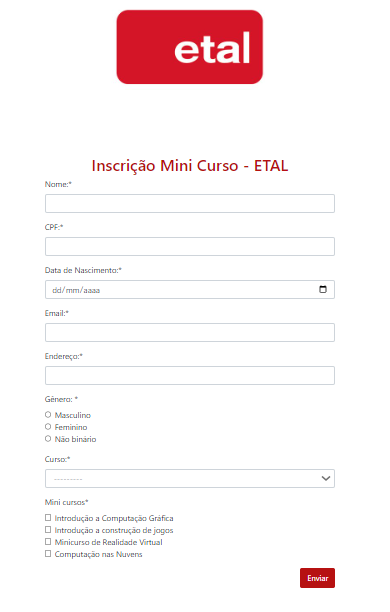 etal
Inscrição Mini Curso - ETAL
Nome:*
CPF:*
Data de Nascimento:*
dd/mm/aaaa
Email:*
Endereço:*
Gênero: *
Masculino
Feminino
Não binário
Curso:*
---------
Mini cursos*
Introdução a Computação Gráfica
Introdução a construção de jogos
Minicurso de Realidade Virtual
Computação nas Nuvens
Enviar